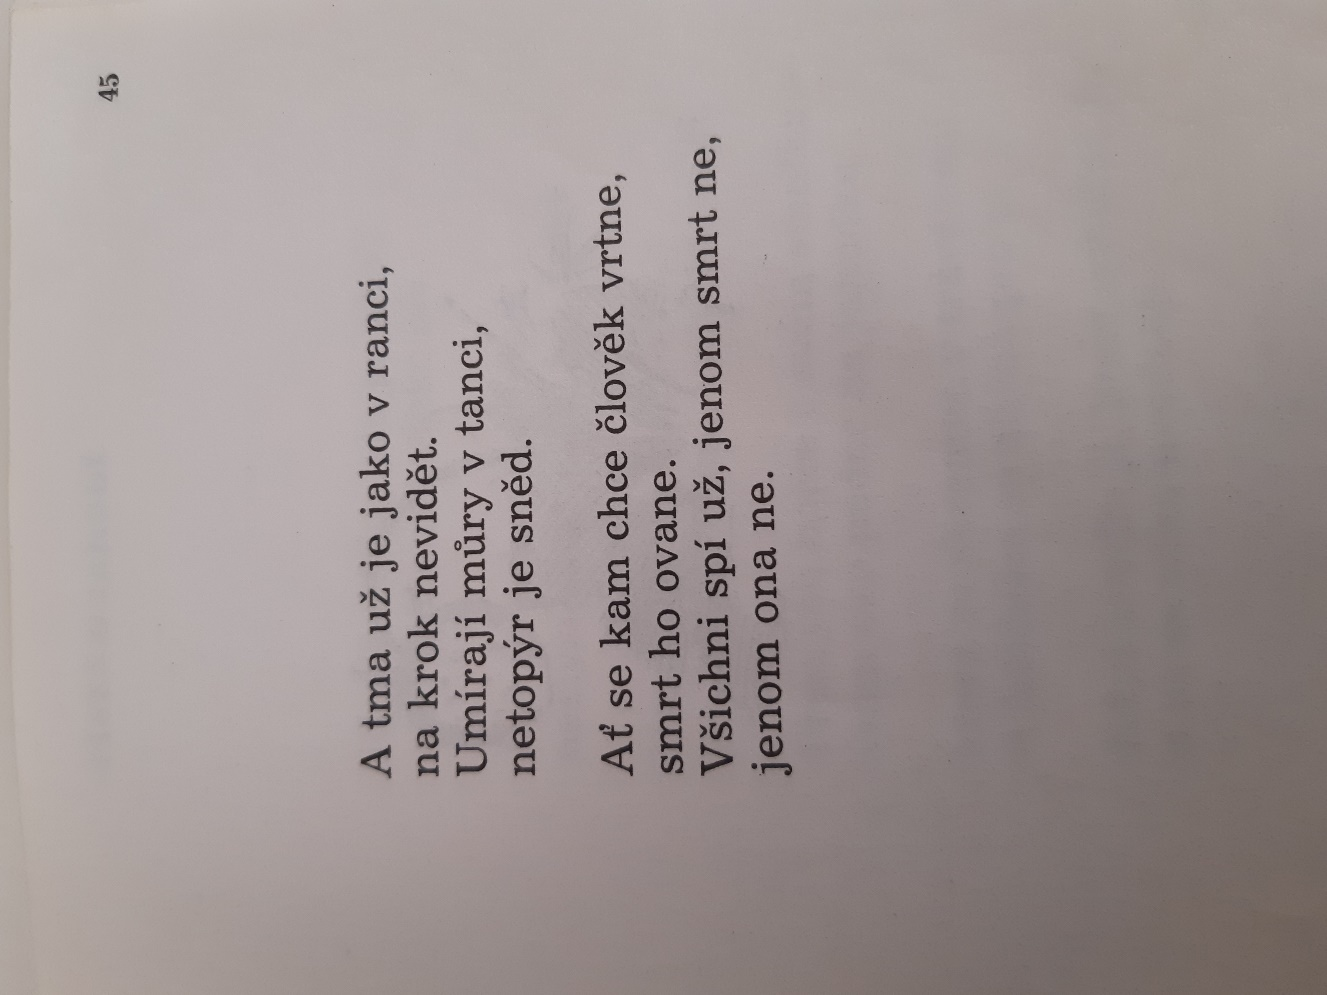 45
A tma už je jako v ranci,
na krok nevidět.
Umírají můry v tanci,
netopýr je sněd.
Ať se kam chce člověk vrtne,
smrt ho ovane.
Všichni spí už, jenom smrt ne,
jenom ona ne.